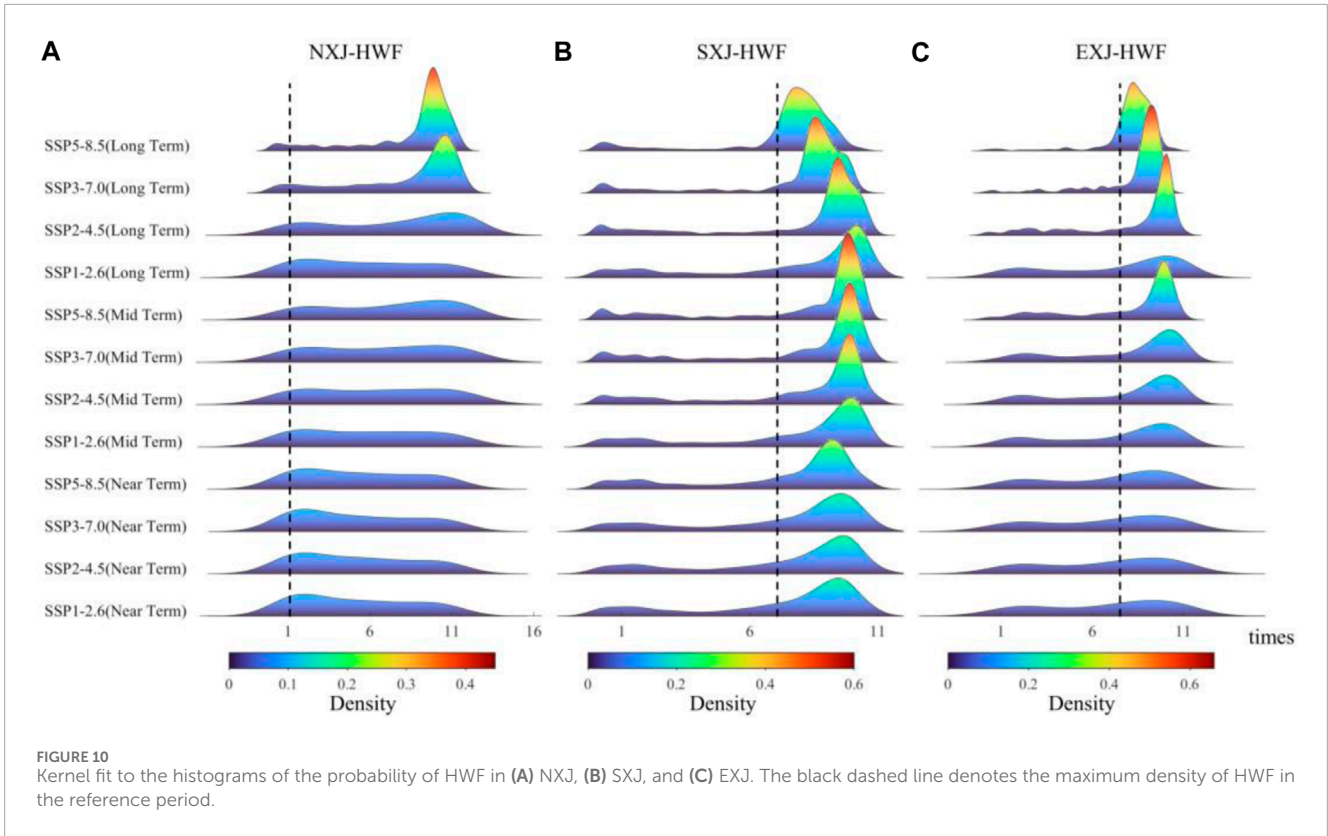 A NXJ-HWF B SXJ-HWF C EXJ-HWF
SSP5-8.5(Long Term)
SSP3-7.0(Long Term)
SSP2-4.5(Long Term)
SSP1-2.6(Long Term)
SSP5-8.5(Mid Term)
SSP3-7.0(Mid Term)
SSP2-4.5(Mid Term)
SSP1-2.6(Mid Term)
SSP5-8.5(Near Term)
SSP3-7.0(Near Term)
SSP2-4.5(Near Term)
SSP1-2.6(Near Term)
1 6 11 16 1 6 11 1 6 11 times
0 0.1 0.2 0.3 0.4 0 0.2 0.4 0.6 0 0.2 0.4 0.6
Density Density Density
FIGURE 10
Kernel fit to the histograms of the probability of HWF in (A) NXJ, (B) SXJ, and (C) EXJ. The black dashed line denotes the maximum density of HWF in
the reference period.